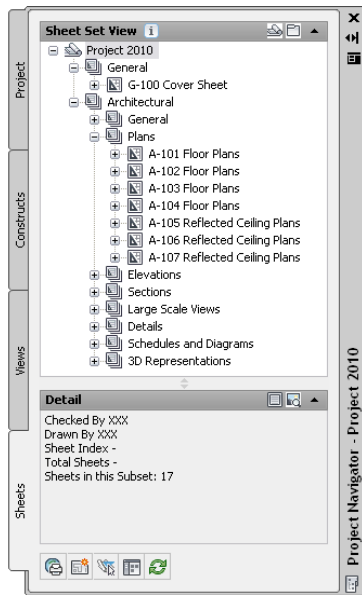 Sheet Set View
Project 2010
General
G-100 Cover Sheet
Architectural
General
Plans
A-101 Floor Plans
A-102 Floor Plans
A-103 Floor Plans
A-104 Floor Plans
A-105 Reflected Ceiling Plans
A-106 Reflected Ceiling Plans
A-107 Reflected Ceiling Plans
Elevations
Sections
Large Scale Views
Details
Schedules and Diagrams
3D Representations
Detail
Checked By XXX
Drawn By XXX
Sheet Index -
Total Sheets -
Sheets in this Subset: 17
Project
Constructs
Views
Sheets
Project Navigator - Project 2010